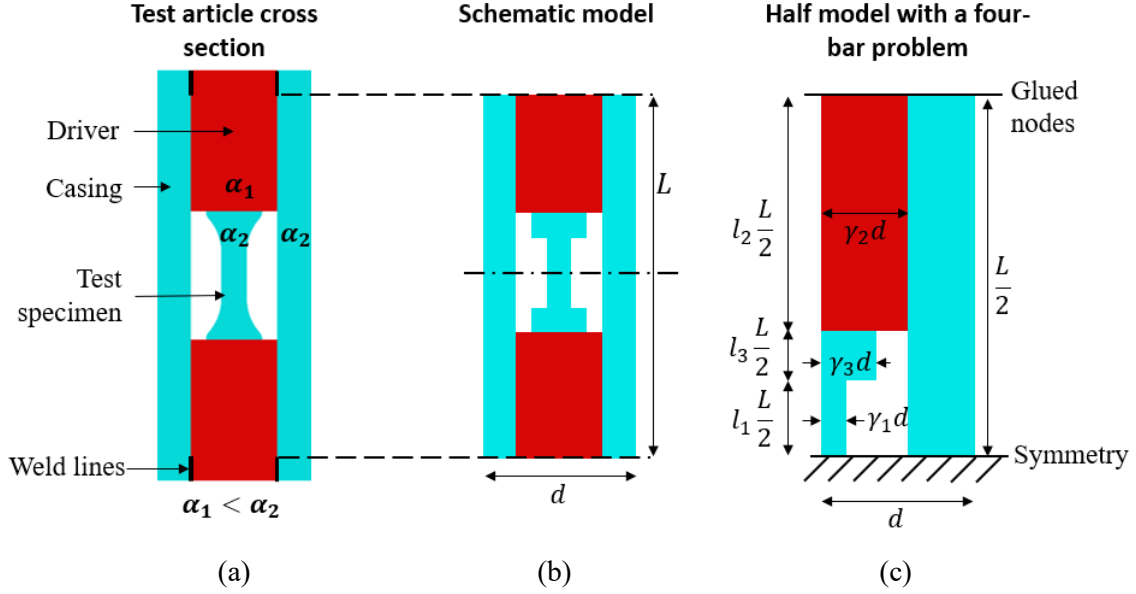 Test article cross
section
Schematic model
Half model with a four-
bar problem
Driver
Casing
Test
specimen
Weld lines
α₁
α₂
α₂
α₁ < α₂
L
d
Glued
nodes
l₂ L/2
γ₂d
L/2
l₃ L/2
γ₃d
l₁ L/2
γ₁d
Symmetry
d
(a)
(b)
(c)